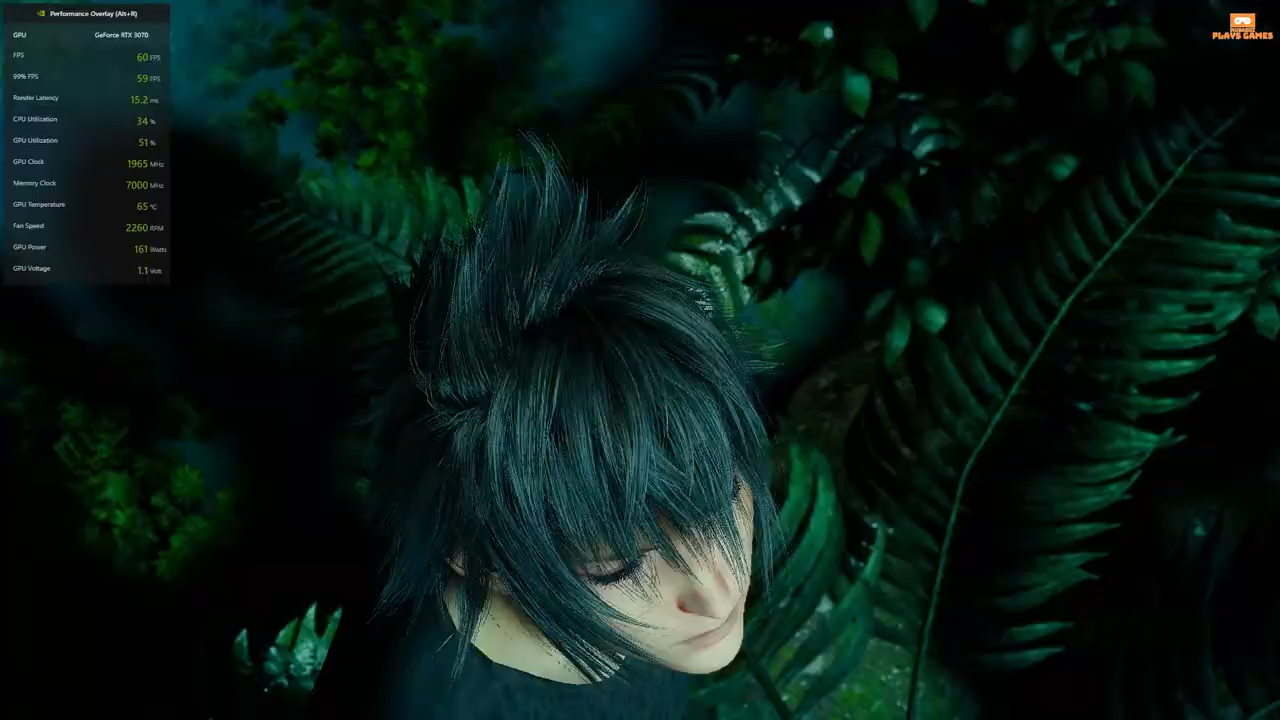 Performance Overlay (Alt+R)
GPU GeForce RTX 3070
FPS 60 FPS
99% FPS 59 FPS
Render Latency 15.2 ms
CPU Utilization 34 %
GPU Utilization 51 %
GPU Clock 1965 MHz
Memory Clock 7000 MHz
GPU Temperature 65 °C
Fan Speed 2260 RPM
GPU Power 161 Watts
GPU Voltage 1.1 Volt
PLAYS GAMES